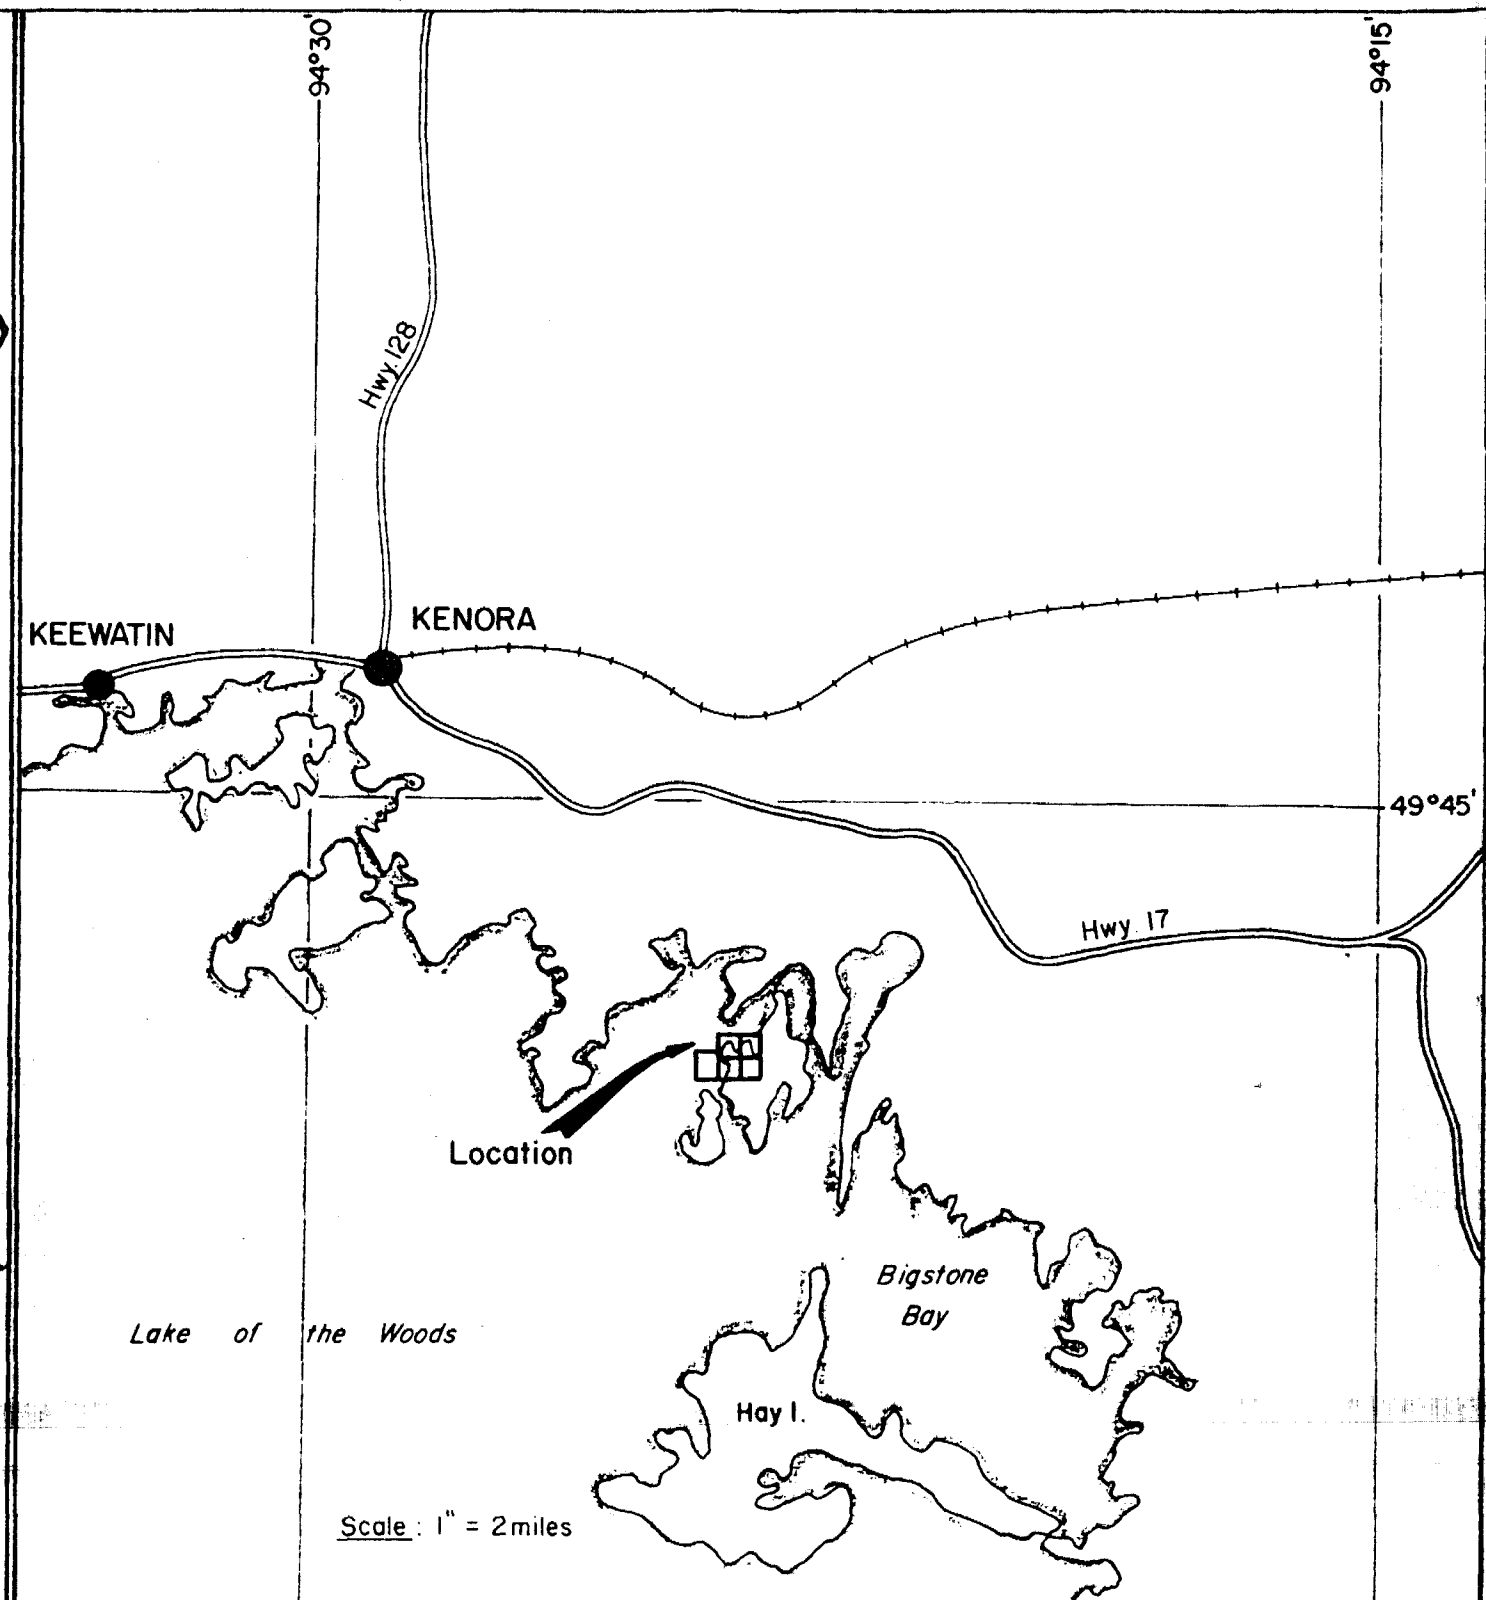 94°30'
94°15'
Hwy. 128
KENORA
KEEWATIN
49°45'
Hwy. 17
Location
Bigstone
Bay
Lake of the Woods
Hay I.
Scale : 1" = 2 miles